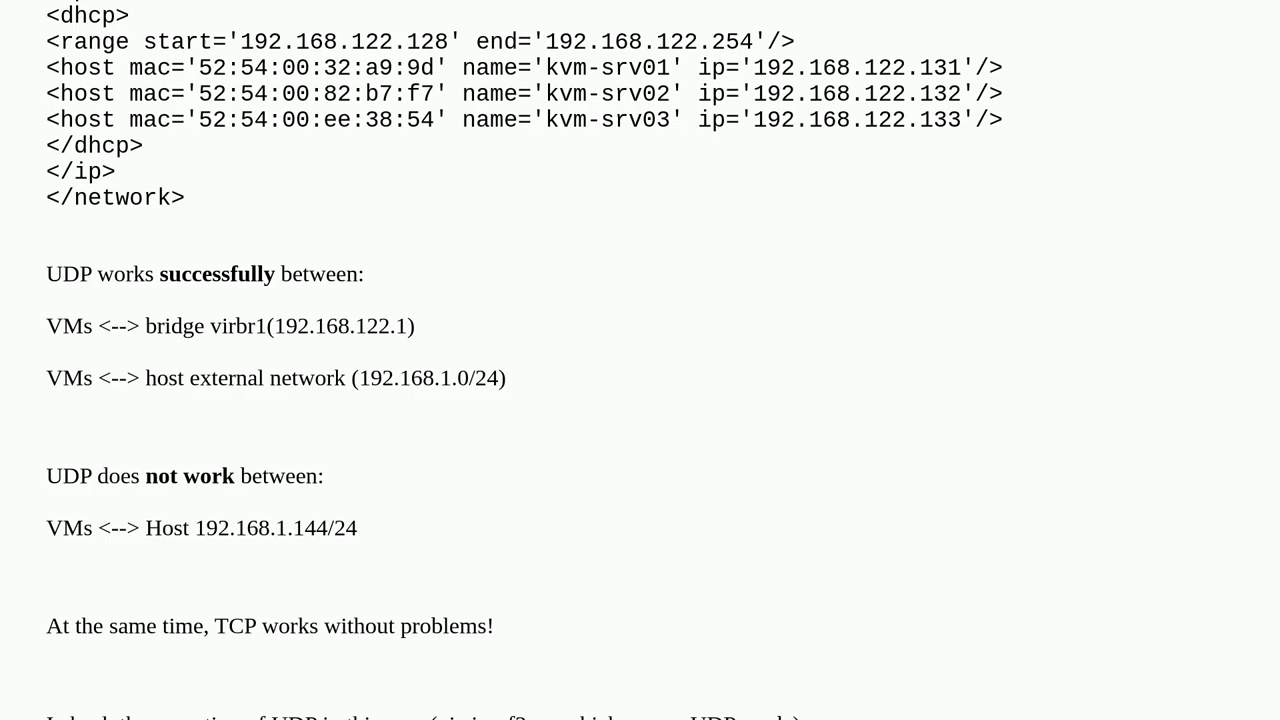 <dhcp>
<range start='192.168.122.128' end='192.168.122.254'/>
<host mac='52:54:00:32:a9:9d' name='kvm-srv01' ip='192.168.122.131'/>
<host mac='52:54:00:82:b7:f7' name='kvm-srv02' ip='192.168.122.132'/>
<host mac='52:54:00:ee:38:54' name='kvm-srv03' ip='192.168.122.133'/>
</dhcp>
</ip>
</network>
UDP works successfully between:
VMs <--> bridge virbr1(192.168.122.1)
VMs <--> host external network (192.168.1.0/24)
UDP does not work between:
VMs <--> Host 192.168.1.144/24
At the same time, TCP works without problems!